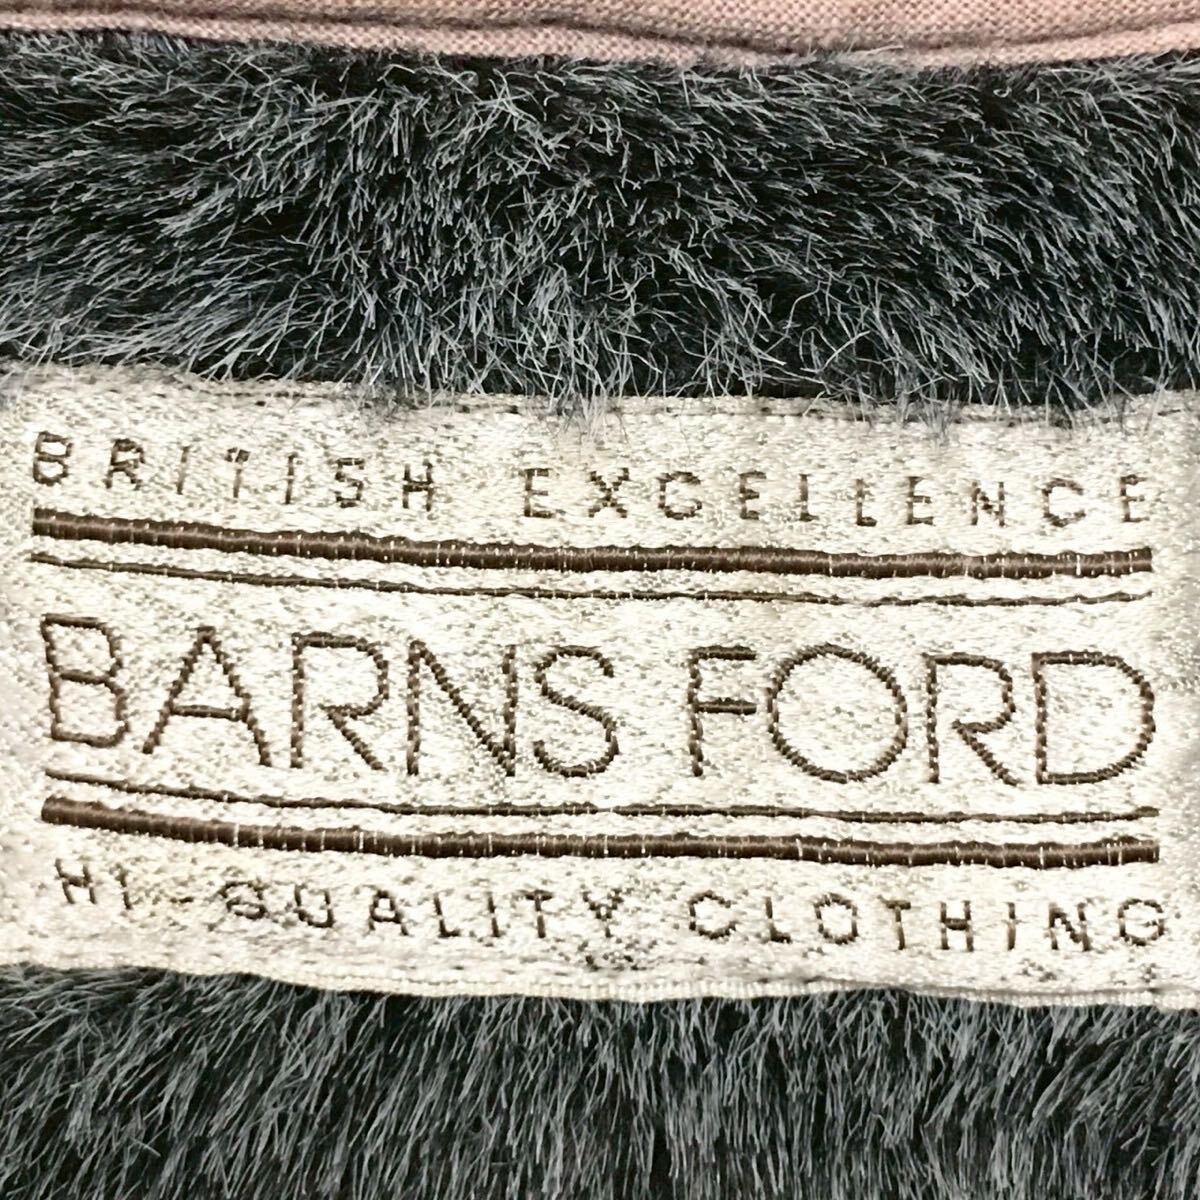 BRITISH EXCELLENCE
BARNS FORD
HI-QUALITY CLOTHING